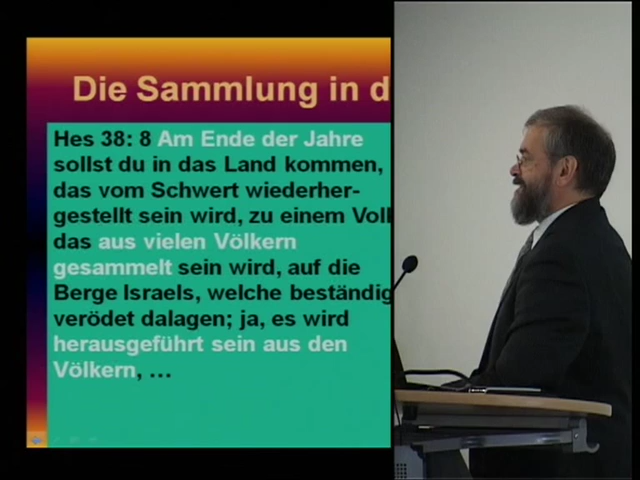 Die Sammlung in d
Hes 38: 8 Am Ende der Jahre
sollst du in das Land kommen,
das vom Schwert wiederher-
gestellt sein wird, zu einem Voll
das aus vielen Völkern
gesammelt sein wird, auf die
Berge Israels, welche beständig
verödet dalagen; ja, es wird
herausgeführt sein aus den
Völkern, ...